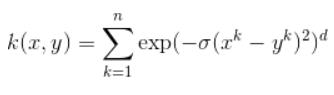 k(x, y) = \sum_{k=1}^{n} \exp(-\sigma(x^k - y^k)^2)^d